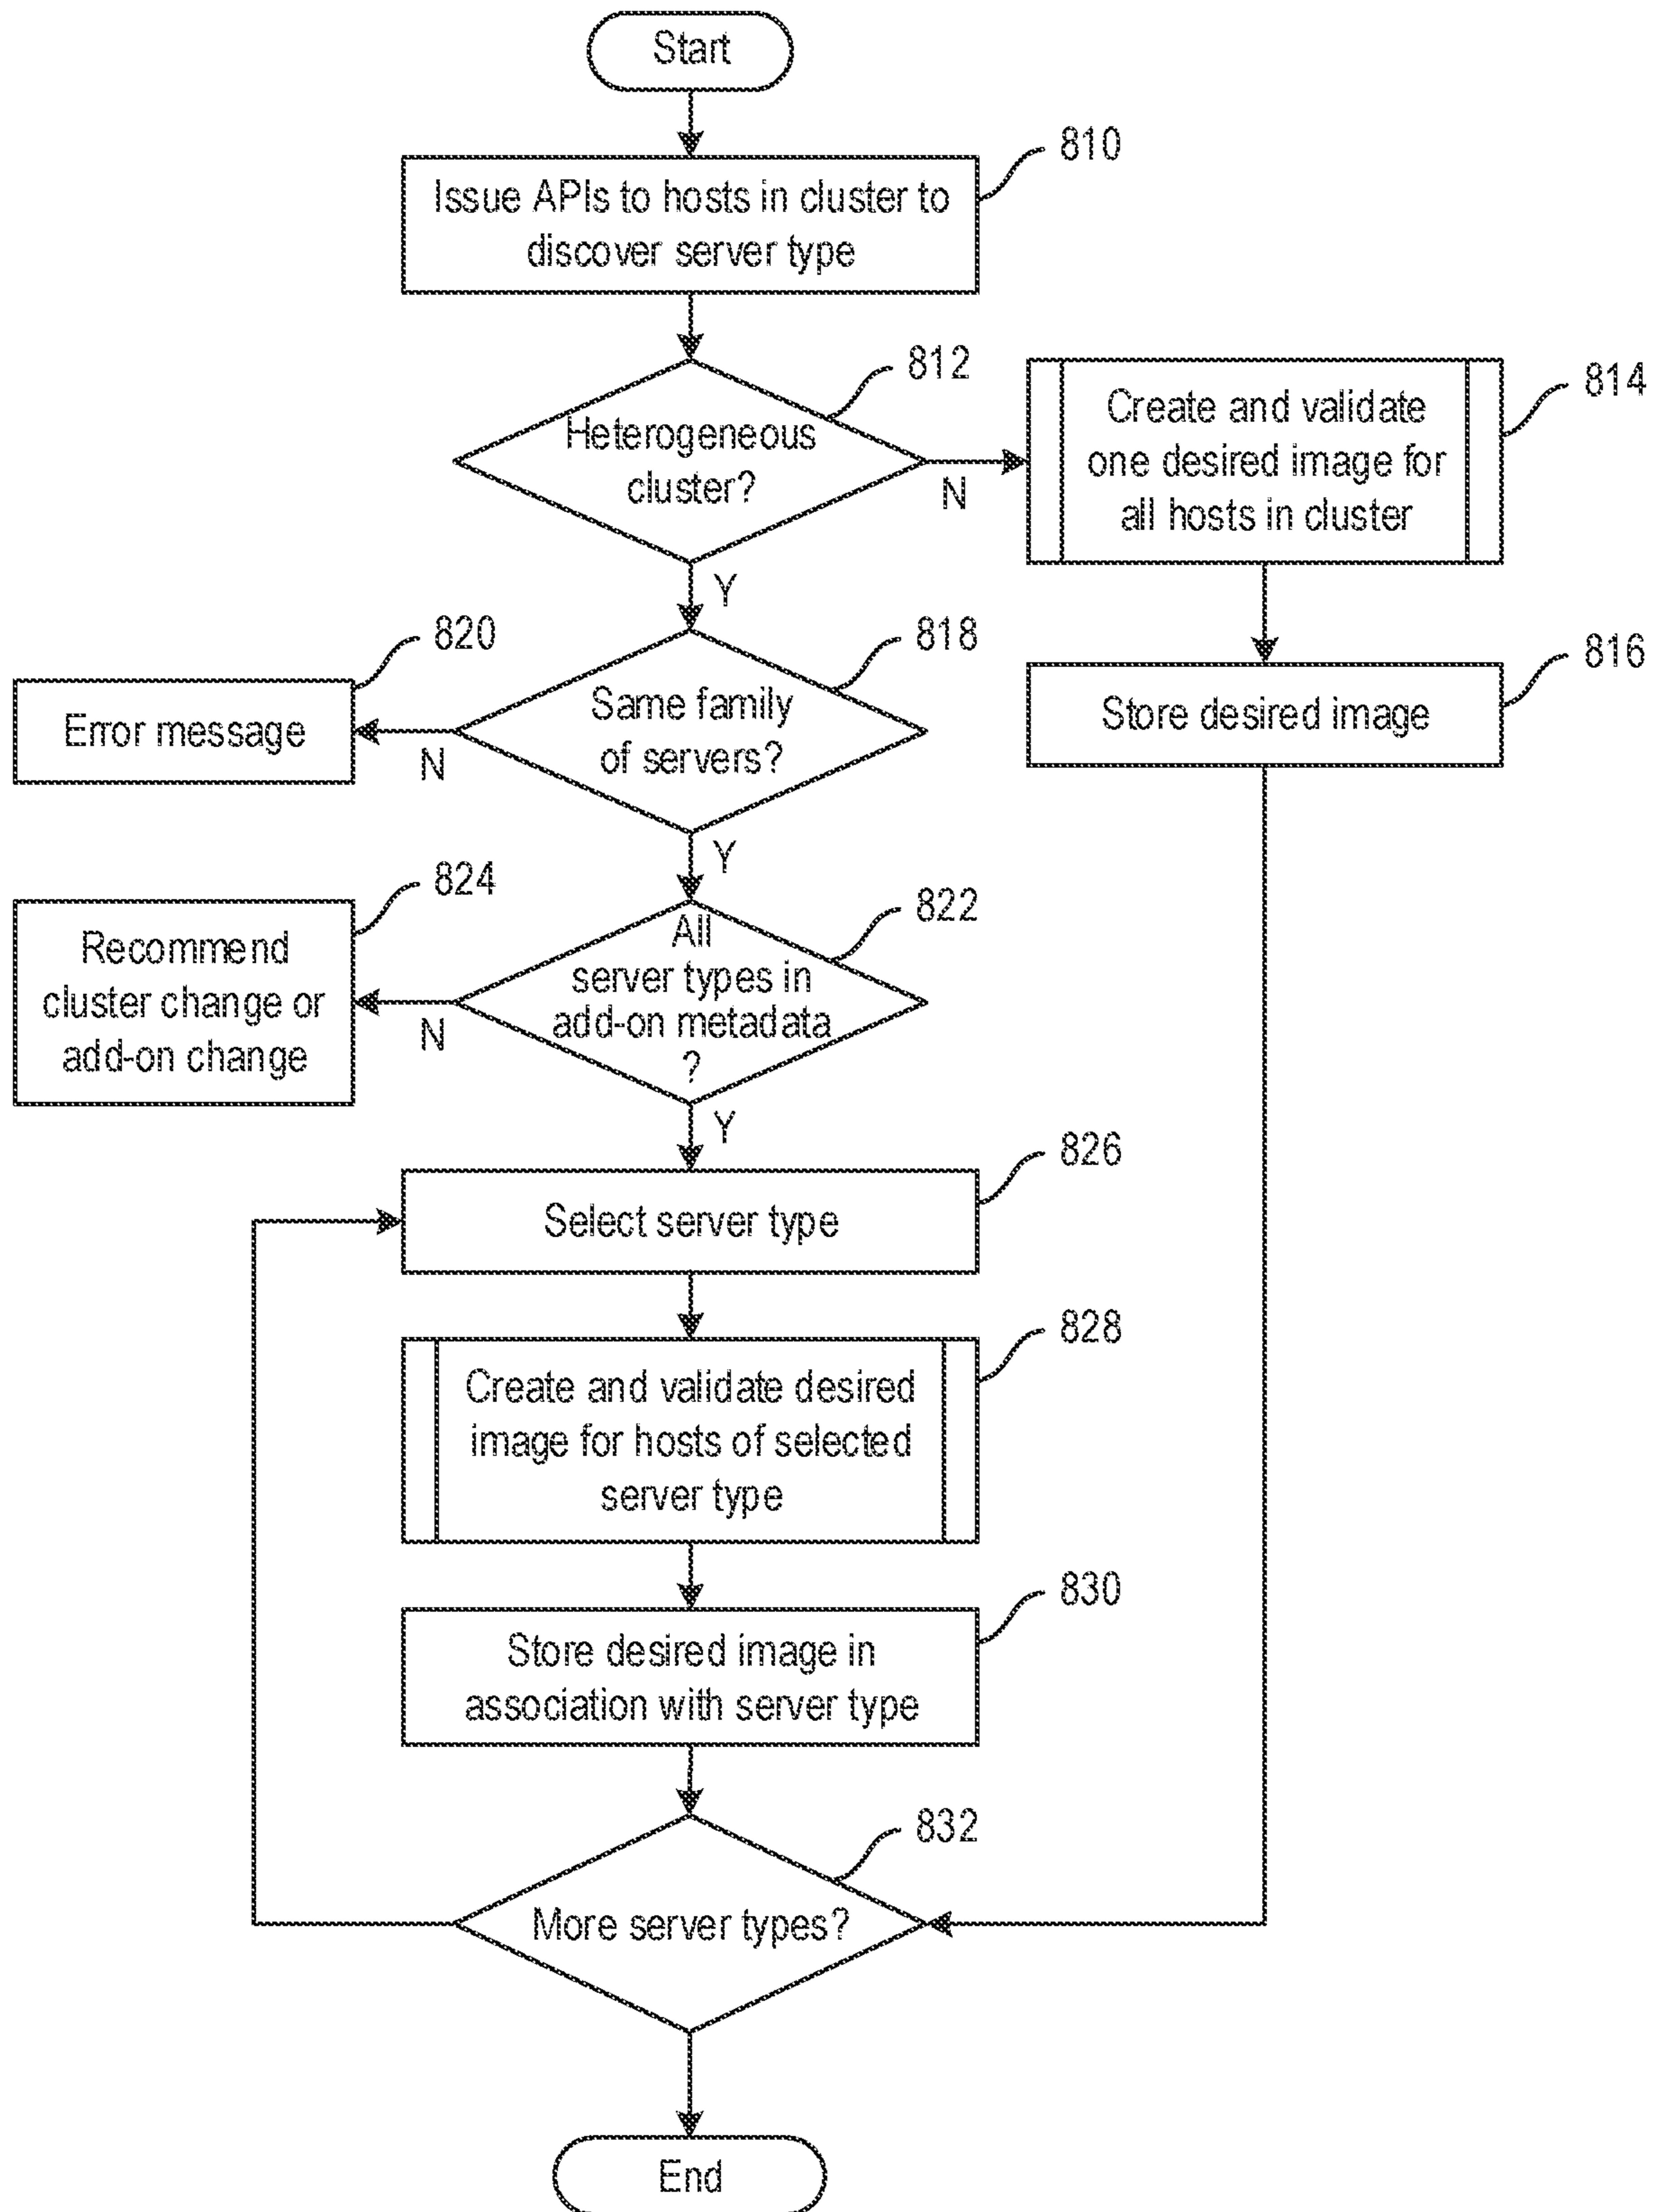 Start
810
Issue APIs to hosts in cluster to
discover server type
812
Heterogeneous
cluster?
N
Y
814
Create and validate
one desired image for
all hosts in cluster
816
Store desired image
818
Same family
of servers?
N
Y
820
Error message
822
All
server types in
add-on metadata
?
N
Y
824
Recommend
cluster change or
add-on change
826
Select server type
828
Create and validate desired
image for hosts of selected
server type
830
Store desired image in
association with server type
832
More server types?
End